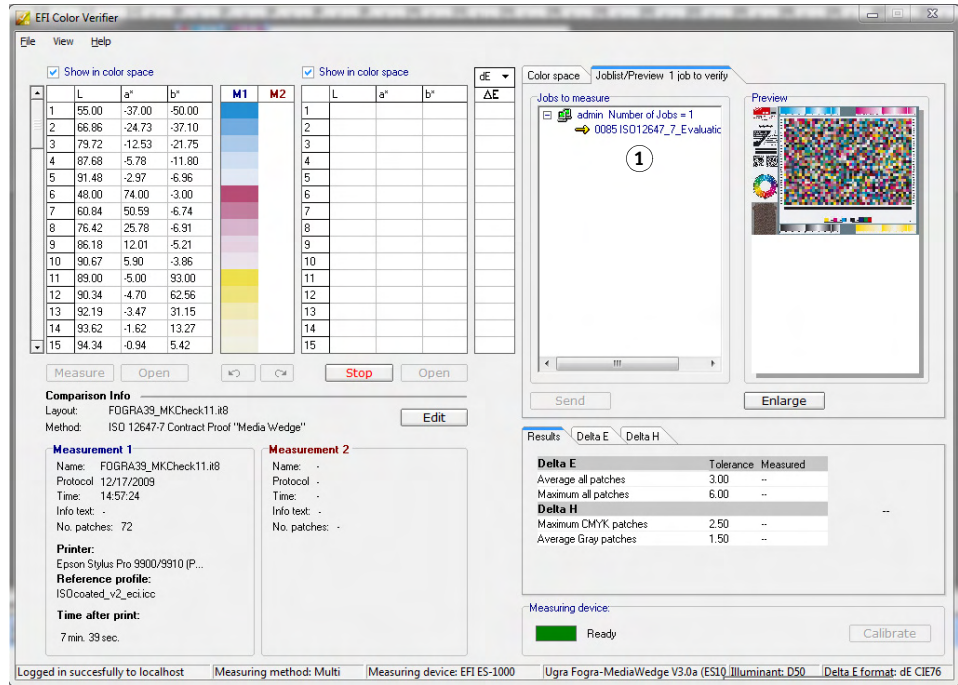 EFI Color Verifier
File View Help
Show in color space
L a* b* M1 M2
1 55.00 -37.00 -50.00
2 66.86 -24.73 -37.10
3 79.72 -12.53 -21.75
4 87.68 -5.78 -11.80
5 91.48 -2.97 -6.96
6 48.00 74.00 -3.00
7 60.84 50.59 -6.74
8 76.42 25.78 -6.91
9 86.18 12.01 -5.21
10 90.67 5.90 -3.86
11 89.00 -5.00 93.00
12 90.34 -4.70 62.56
13 92.19 -3.47 31.15
14 93.62 -1.62 13.27
15 94.34 -0.94 5.42
Measure Open
Show in color space
dE
L a* b* ΔE
1
2
3
4
5
6
7
8
9
10
11
12
13
14
15
Stop Open
Comparison Info
Layout: FOGRA39_MKCheck11.it8
Method: ISO 12647-7 Contract Proof "Media Wedge"
Edit
Measurement 1
Name: FOGRA39_MKCheck11.it8
Protocol 12/17/2009
Time: 14:57:24
Info text: -
No. patches: 72
Printer:
Epson Stylus Pro 9900/9910 (P...
Reference profile:
ISOcoated_v2_eci.icc
Time after print:
7 min. 39 sec.
Measurement 2
Name: -
Protocol -
Time: -
Info text: -
No. patches: -
Color space Joblist/Preview 1 job to verify
Jobs to measure
admin Number of Jobs = 1
0085 ISO12647_7_Evaluatic
1
Send
Preview
Enlarge
Results Delta E Delta H
Delta E Tolerance Measured
Average all patches 3.00 --
Maximum all patches 6.00 --
Delta H
--
Maximum CMYK patches 2.50 --
Average Gray patches 1.50 --
Measuring device:
Ready
Calibrate
Logged in succesfully to localhost Measuring method: Multi Measuring device: EFI ES-1000 Ugra Fogra-MediaWedge V3.0a (ES10 Illuminant: D50 Delta E format: dE CIE76